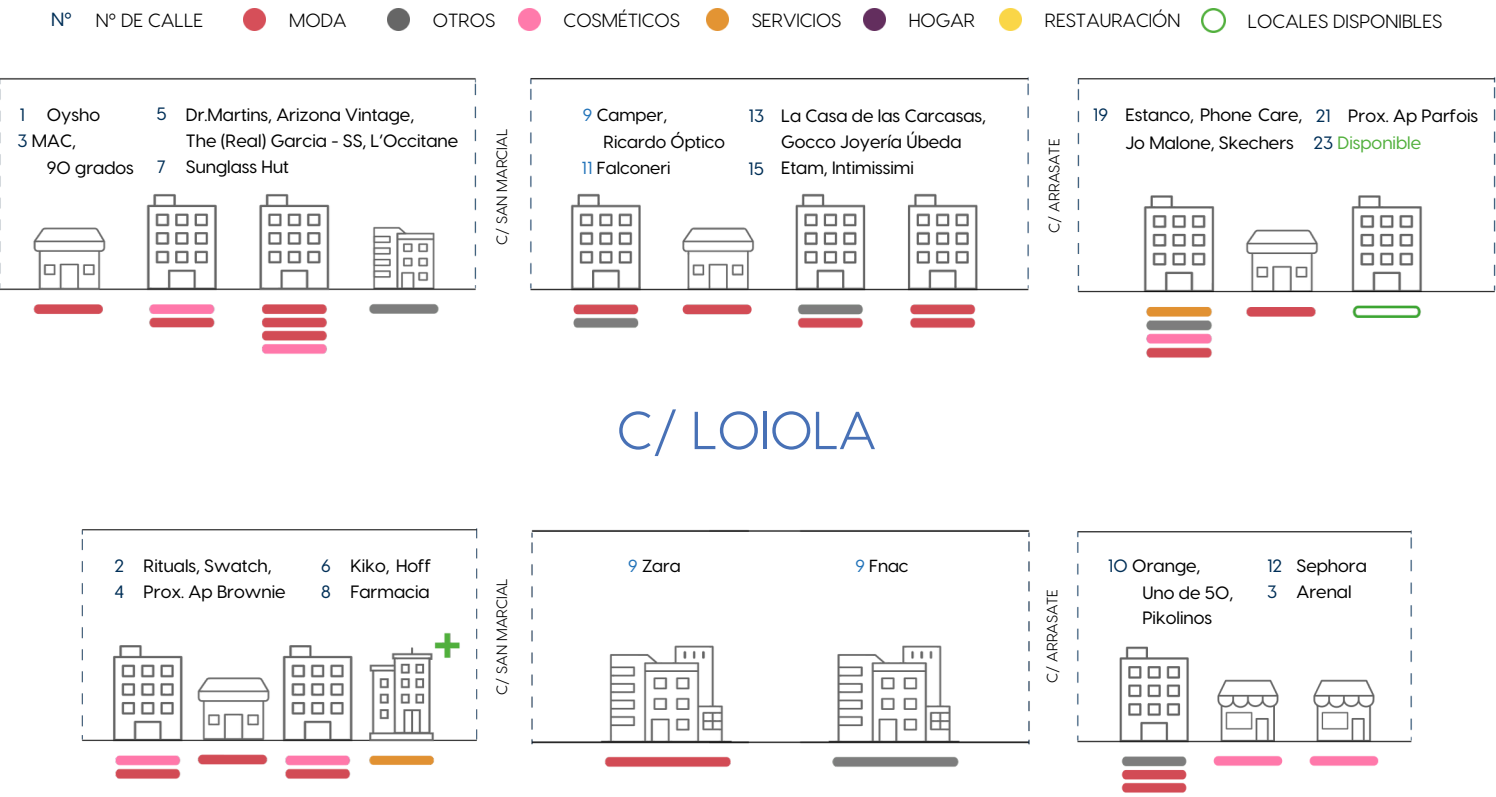 Nº Nº DE CALLE MODA OTROS COSMÉTICOS SERVICIOS HOGAR RESTAURACIÓN LOCALES DISPONIBLES
1 Oysho
3 MAC,
90 grados
5 Dr.Martins, Arizona Vintage,
The (Real) Garcia - SS, L'Occitane
7 Sunglass Hut
C/ SAN MARCIAL
9 Camper,
Ricardo Óptico
11 Falconeri
13 La Casa de las Carcasas,
Gocco Joyería Úbeda
15 Etam, Intimissimi
C/ ARRASATE
19 Estanco, Phone Care,
Jo Malone, Skechers
21 Prox. Ap Parfois
23 Disponible
C/ LOIOLA
2 Rituals, Swatch,
4 Prox. Ap Brownie
6 Kiko, Hoff
8 Farmacia
C/ SAN MARCIAL
9 Zara
9 Fnac
C/ ARRASATE
10 Orange,
Uno de 50,
Pikolinos
12 Sephora
3 Arenal